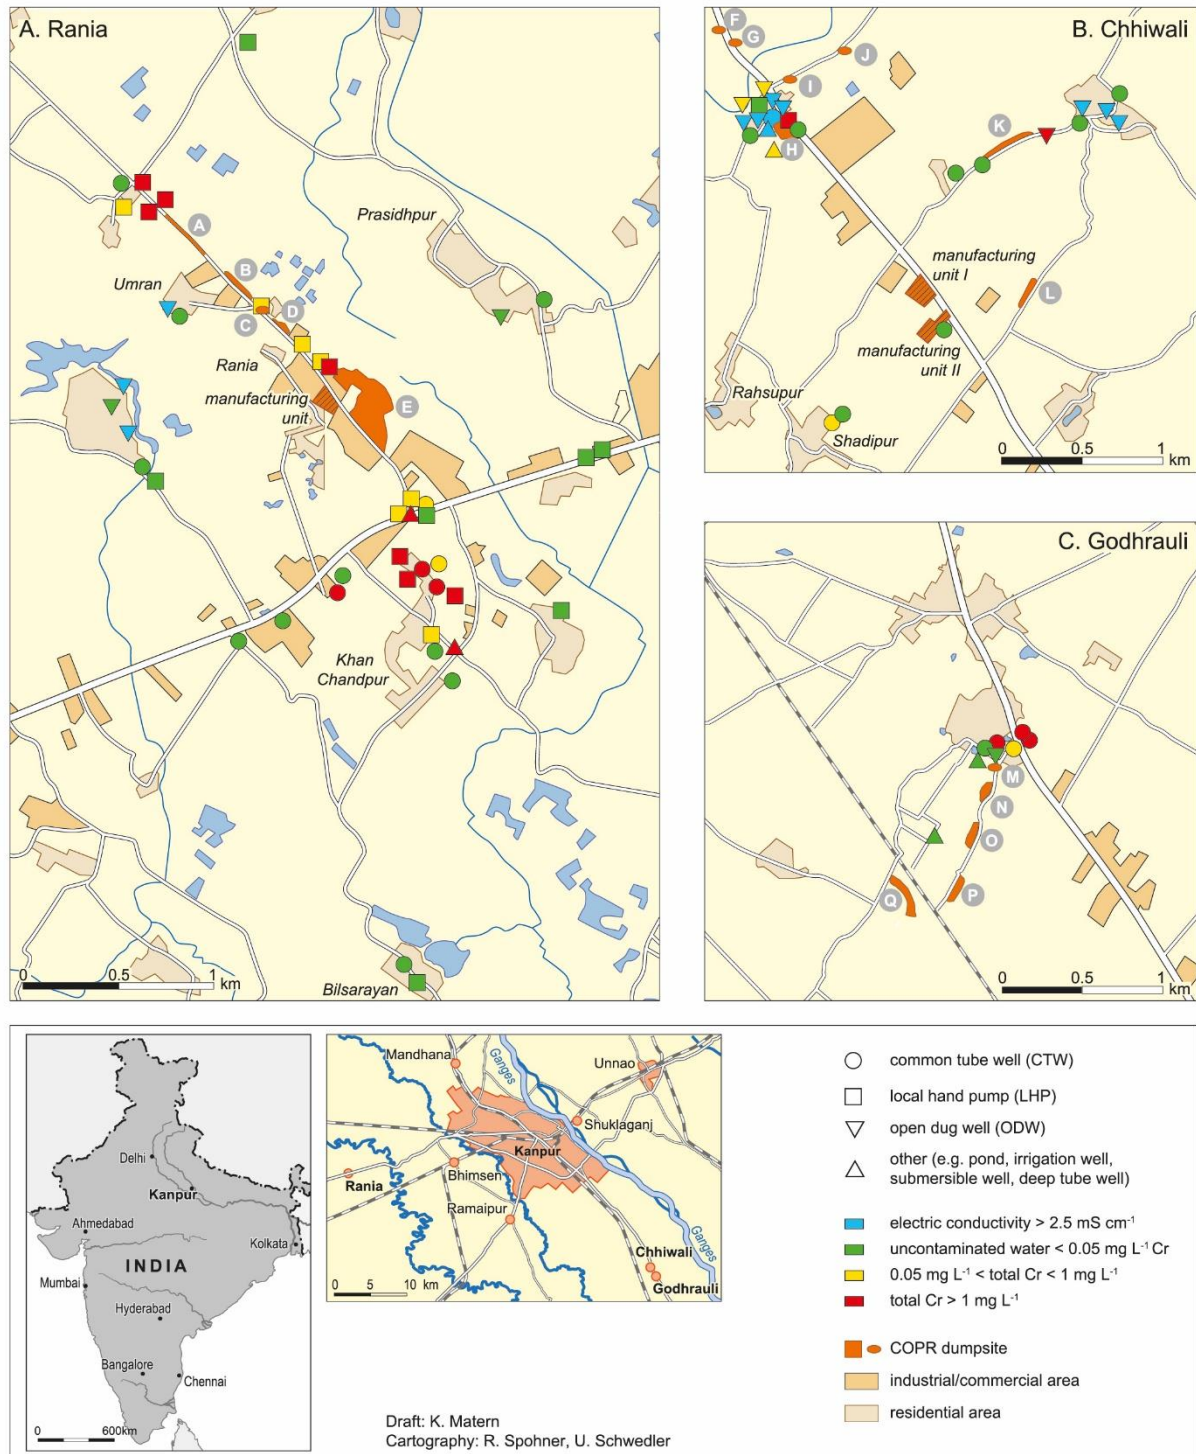 A. Rania
A
Umran
B
C
D
Prasidhpur
Rania
manufacturing
unit
E
Khan
Chandpur
Bilsarayan
0 0.5 1
km
B. Chhiwali
F
G
J
I
H
K
manufacturing
unit I
L
manufacturing
unit II
Rahsupur
Shadipur
0 0.5 1
km
C. Godhrauli
M
N
O
P
Q
0 0.5 1
km
Delhi
Kanpur
Ahmedabad
Kolkata
INDIA
Mumbai
Hyderabad
Bangalore
Chennai
0 600km
Mandhana
Ganges
Unnao
Shuklaganj
Kanpur
Rania
Bhimsen
Ramaipur
Ganges
Chhiwali
Godhrauli
0 5 10 km
Draft: K. Matern
Cartography: R. Spohner, U. Schwedler
common tube well (CTW)
local hand pump (LHP)
open dug well (ODW)
other (e.g. pond, irrigation well,
submersible well, deep tube well)
electric conductivity > 2.5 mS cm⁻¹
uncontaminated water < 0.05 mg L⁻¹ Cr
0.05 mg L⁻¹ < total Cr < 1 mg L⁻¹
total Cr > 1 mg L⁻¹
COPR dumpsite
industrial/commercial area
residential area